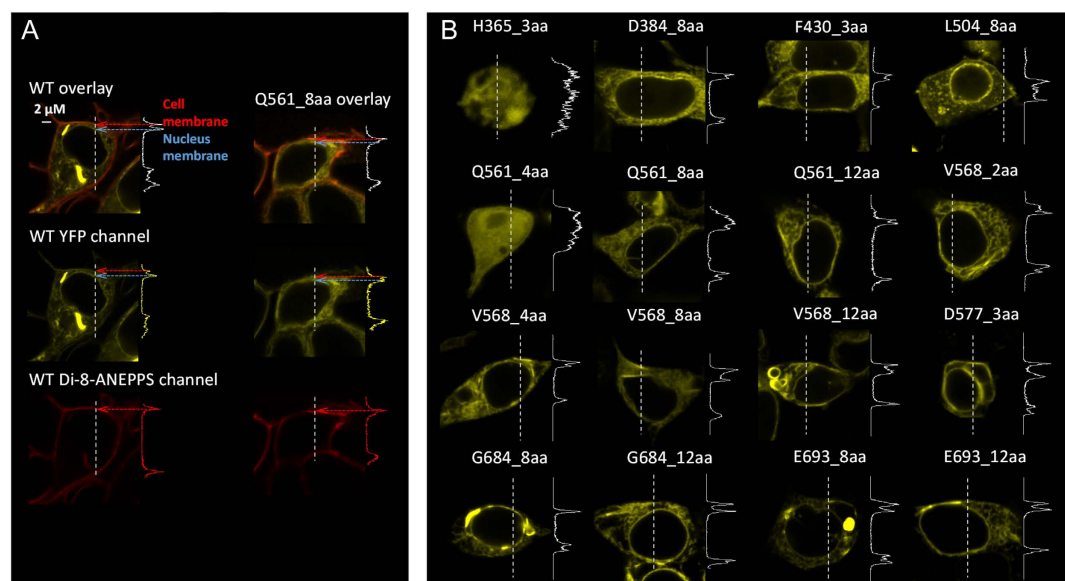 A
WT overlay
2 μM
Cell
membrane
Nucleus
membrane
Q561_8aa overlay
WT YFP channel
WT Di-8-ANEPPS channel
B
H365_3aa
D384_8aa
F430_3aa
L504_8aa
Q561_4aa
Q561_8aa
Q561_12aa
V568_2aa
V568_4aa
V568_8aa
V568_12aa
D577_3aa
G684_8aa
G684_12aa
E693_8aa
E693_12aa